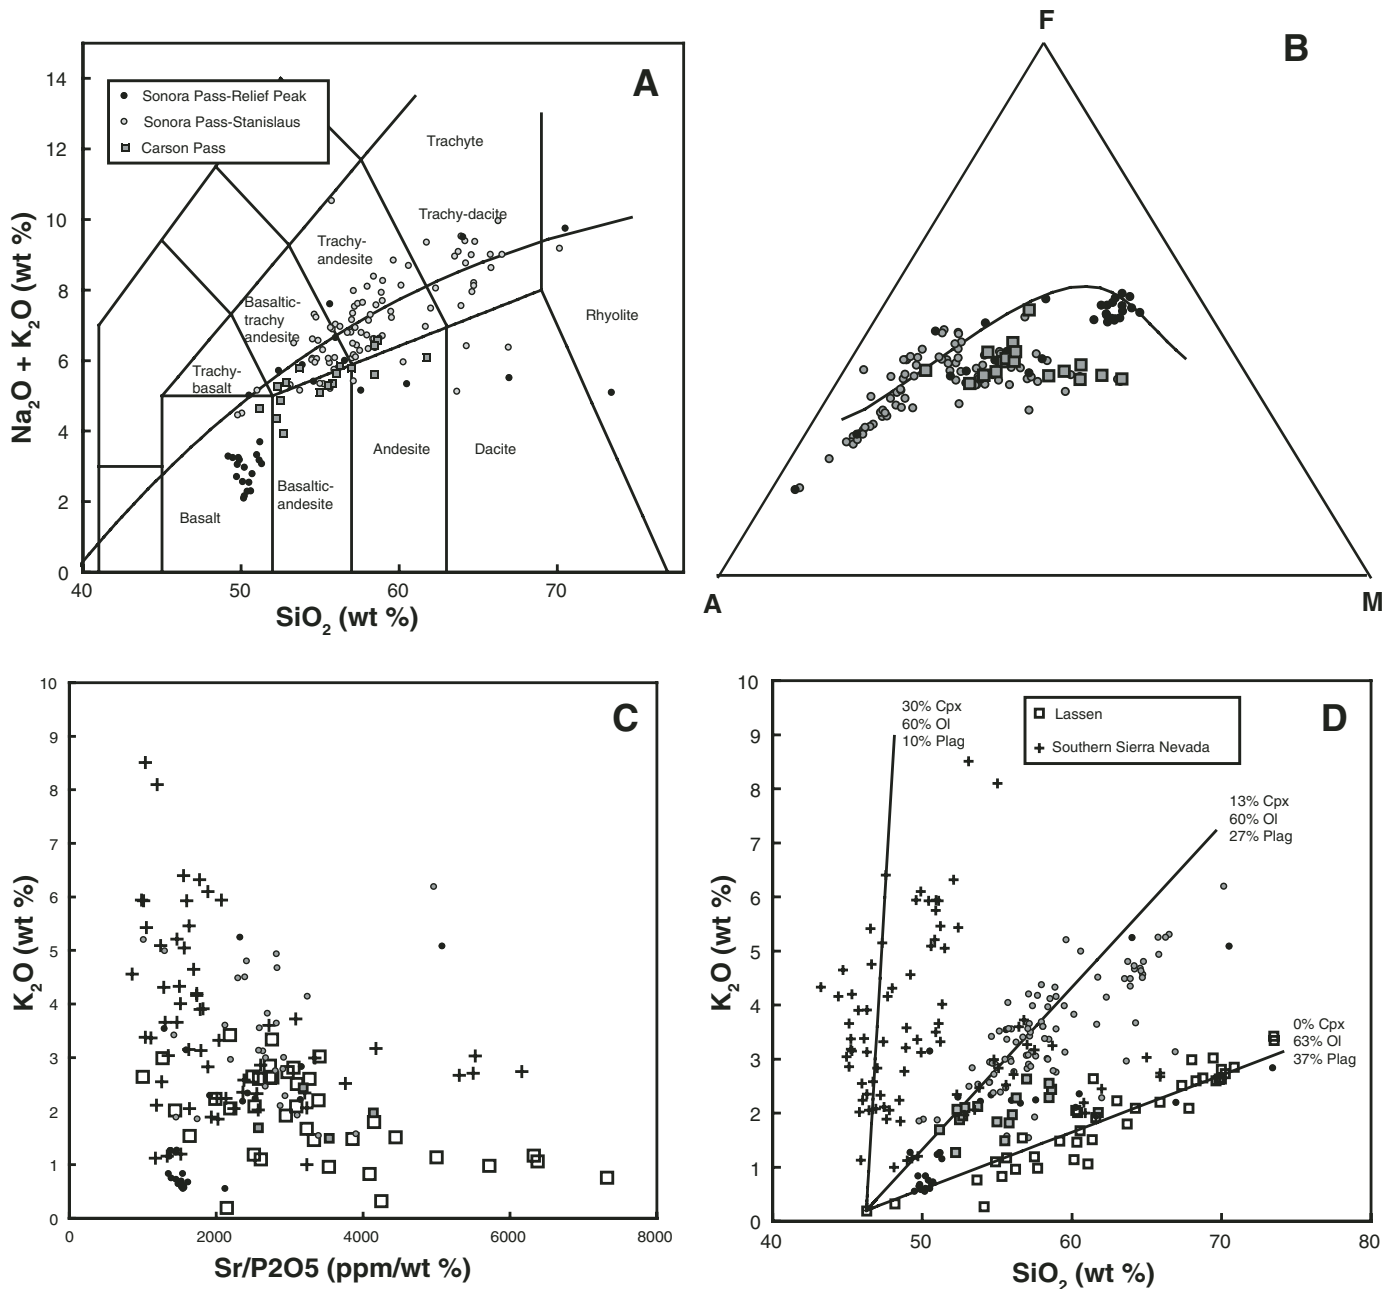 A
Sonora Pass-Relief Peak
Sonora Pass-Stanislaus
Carson Pass
14
12
10
8
6
4
2
0
Na2O + K2O (wt %)
Trachyte
Trachy-dacite
Trachy-
andesite
Basaltic-
trachy
andesite
Trachy-
basalt
Rhyolite
Andesite
Dacite
Basaltic-
andesite
Basalt
40
50
60
70
SiO2 (wt %)
B
F
A
M
C
10
9
8
7
6
5
4
3
2
1
0
K2O (wt %)
0
2000
4000
6000
8000
Sr/P2O5 (ppm/wt %)
D
30% Cpx
60% Ol
10% Plag
Lassen
Southern Sierra Nevada
13% Cpx
60% Ol
27% Plag
0% Cpx
63% Ol
37% Plag
10
9
8
7
6
5
4
3
2
1
0
K2O (wt %)
40
50
60
70
80
SiO2 (wt %)